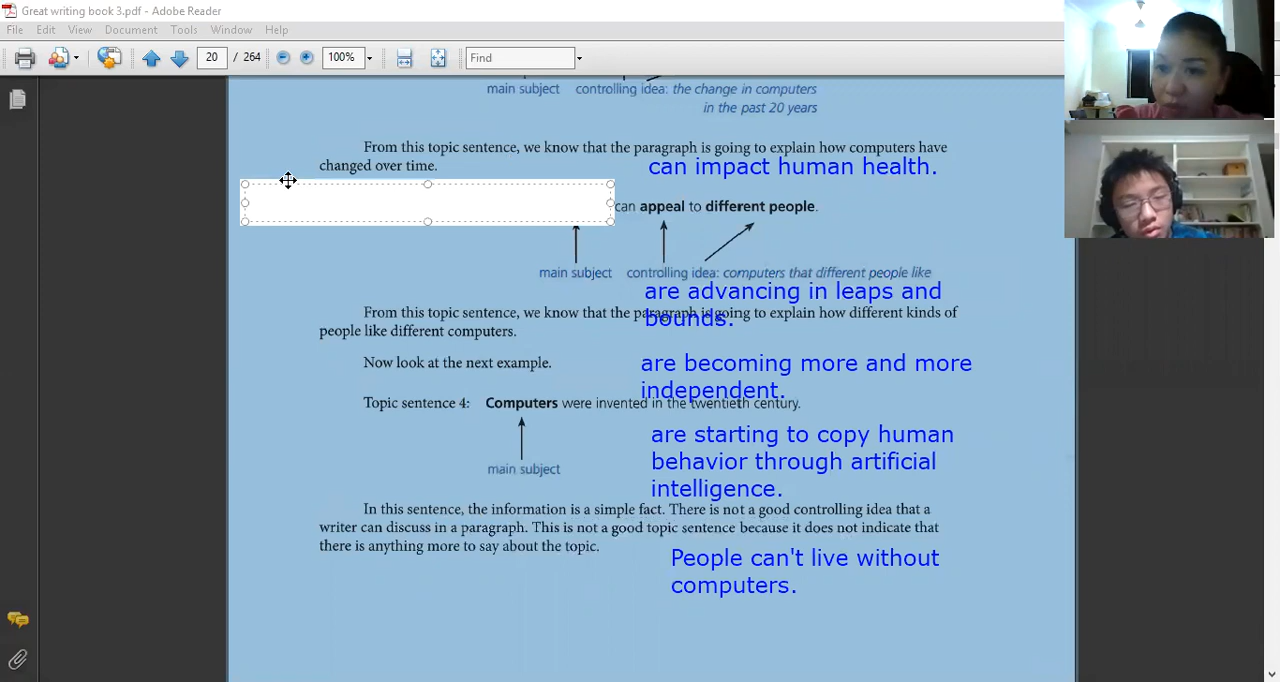 Great writing book 3.pdf - Adobe Reader
File Edit View Document Tools Window Help
20 / 264 100% Find
main subject controlling idea: the change in computers
in the past 20 years
From this topic sentence, we know that the paragraph is going to explain how computers have
changed over time.
can impact human health.
can appeal to different people.
main subject controlling idea: computers that different people like
are advancing in leaps and
bounds.
From this topic sentence, we know that the paragraph is going to explain how different kinds of
people like different computers.
Now look at the next example.
are becoming more and more
independent.
Topic sentence 4: Computers were invented in the twentieth century.
are starting to copy human
behavior through artificial
intelligence.
main subject
In this sentence, the information is a simple fact. There is not a good controlling idea that a
writer can discuss in a paragraph. This is not a good topic sentence because it does not indicate that
there is anything more to say about the topic.
People can't live without
computers.